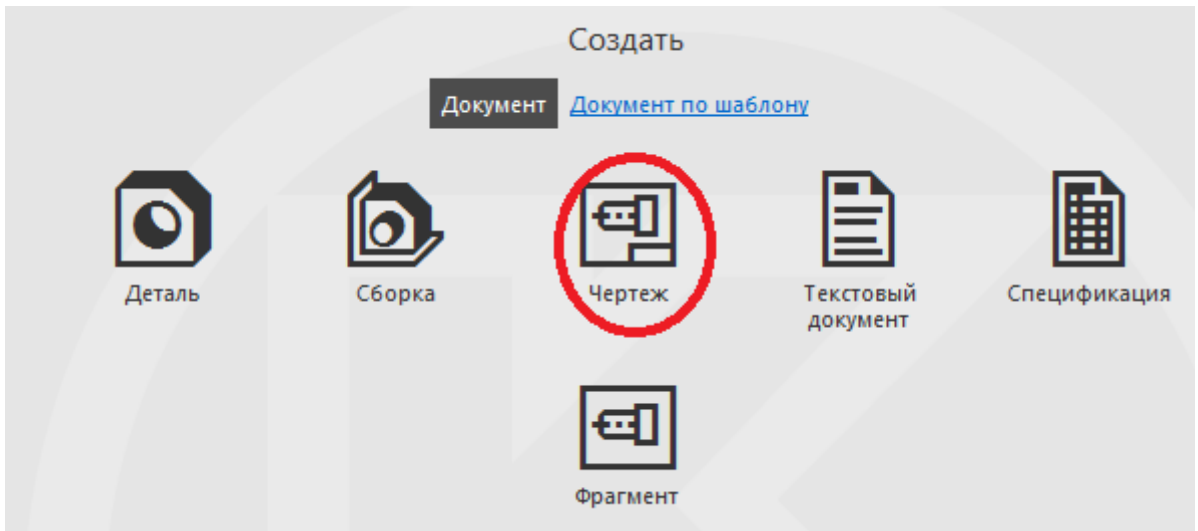 Создать
Документ Документ по шаблону
Деталь
Сборка
Чертеж
Текстовый
документ
Спецификация
Фрагмент